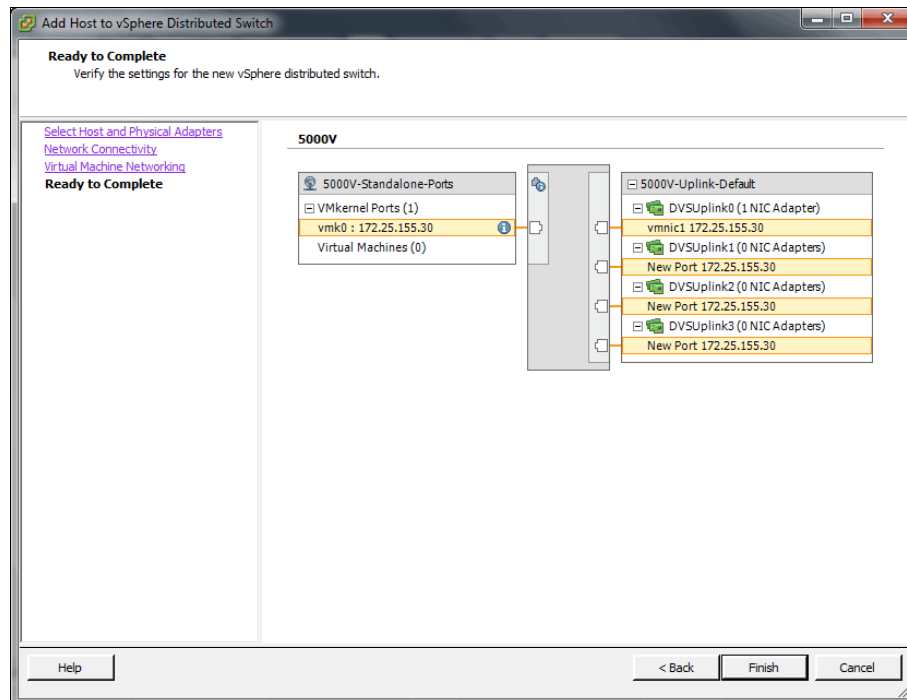 Add Host to vSphere Distributed Switch
Ready to Complete
Verify the settings for the new vSphere distributed switch.
Select Host and Physical Adapters
Network Connectivity
Virtual Machine Networking
Ready to Complete
5000V
5000V-Standalone-Ports
VMkernel Ports (1)
vmk0 : 172.25.155.30
Virtual Machines (0)
5000V-Uplink-Default
DVSUplink0 (1 NIC Adapter)
vmnic1 172.25.155.30
DVSUplink1 (0 NIC Adapters)
New Port 172.25.155.30
DVSUplink2 (0 NIC Adapters)
New Port 172.25.155.30
DVSUplink3 (0 NIC Adapters)
New Port 172.25.155.30
Help
< Back
Finish
Cancel